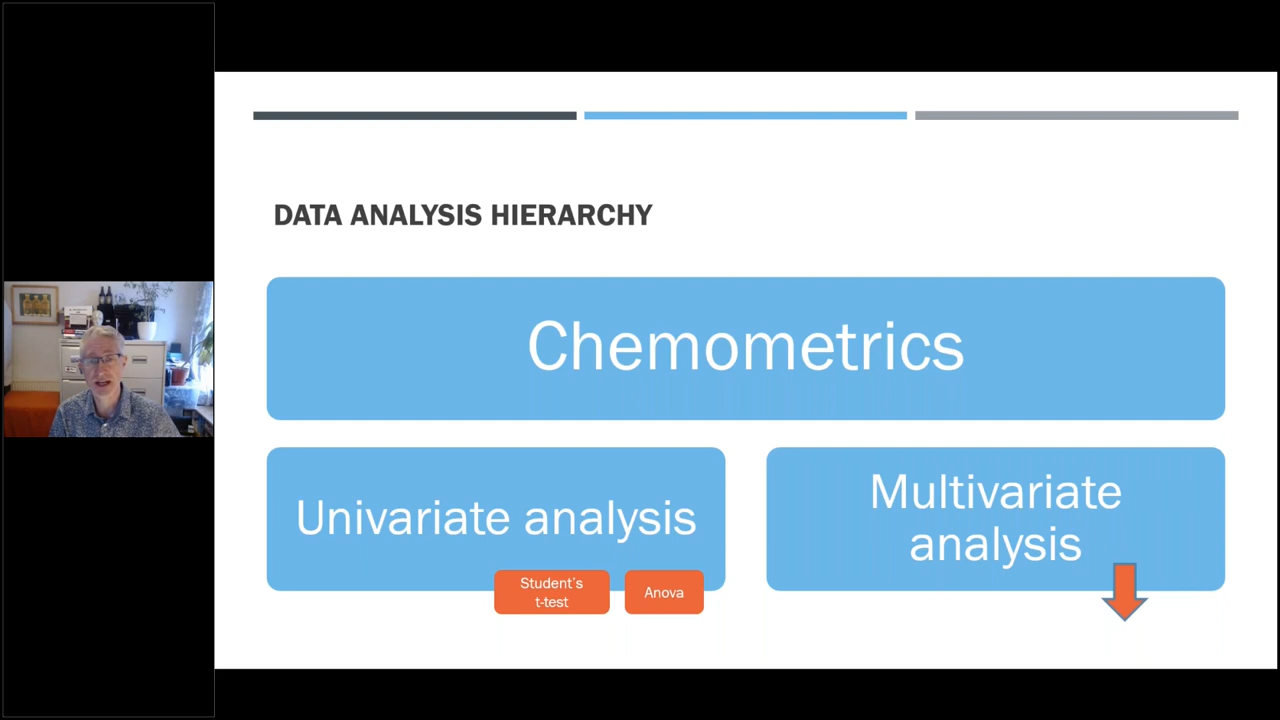 DATA ANALYSIS HIERARCHY
Chemometrics
Univariate analysis
Student's
t-test
Anova
Multivariate
analysis